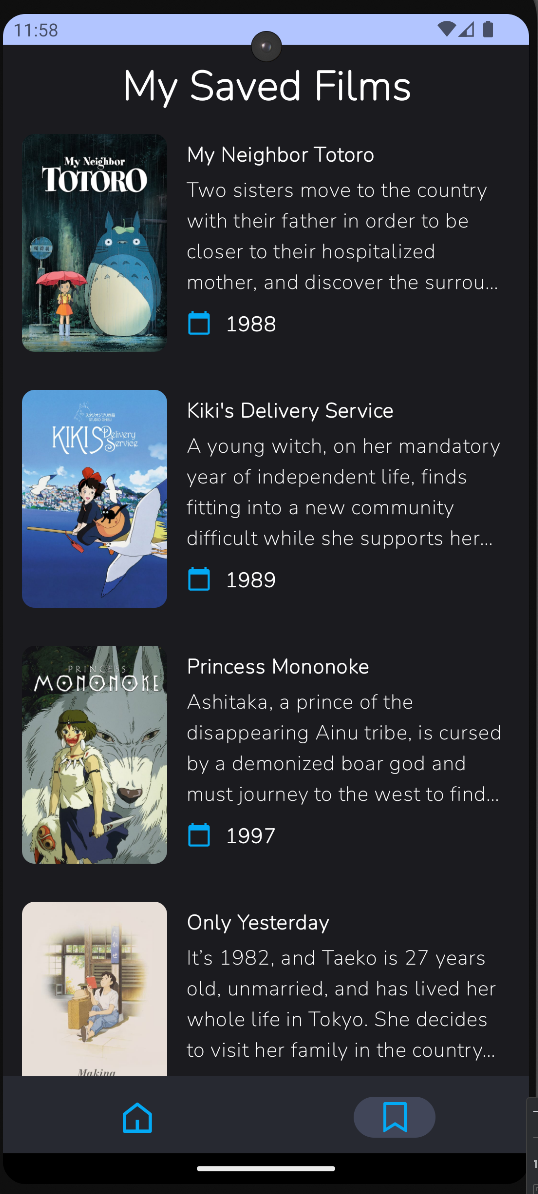 11:58
My Saved Films
My Neighbor
TOTORO
My Neighbor Totoro
Two sisters move to the country
with their father in order to be
closer to their hospitalized
mother, and discover the surrou...
1988
KIKI'S Delivery
Service
Kiki's Delivery Service
A young witch, on her mandatory
year of independent life, finds
fitting into a new community
difficult while she supports her...
1989
PRINCESS
MONONOKE
Princess Mononoke
Ashitaka, a prince of the
disappearing Ainu tribe, is cursed
by a demonized boar god and
must journey to the west to find...
1997
Only Yesterday
It’s 1982, and Taeko is 27 years
old, unmarried, and has lived her
whole life in Tokyo. She decides
to visit her family in the country...
Making